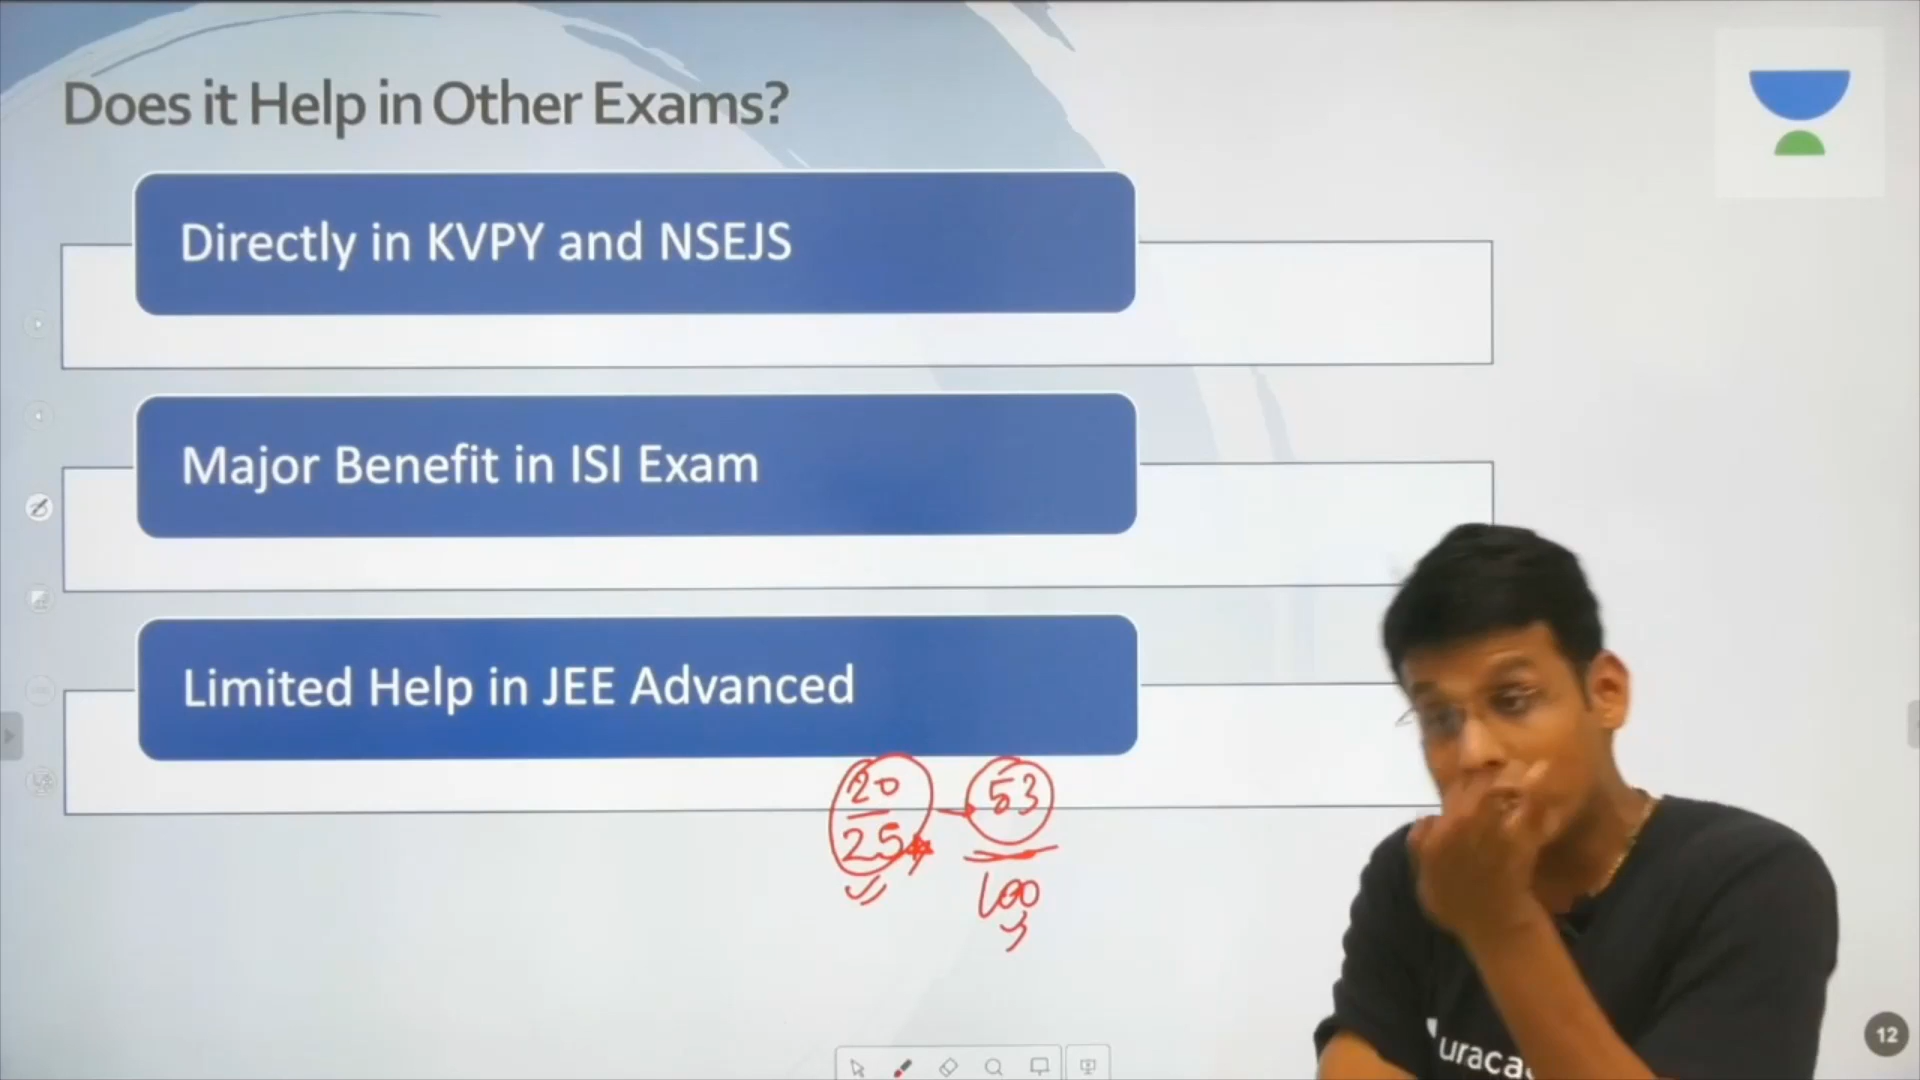 Does it Help in Other Exams?
Directly in KVPY and NSEJS
Major Benefit in ISI Exam
Limited Help in JEE Advanced
20
25
53
100
uraca
12